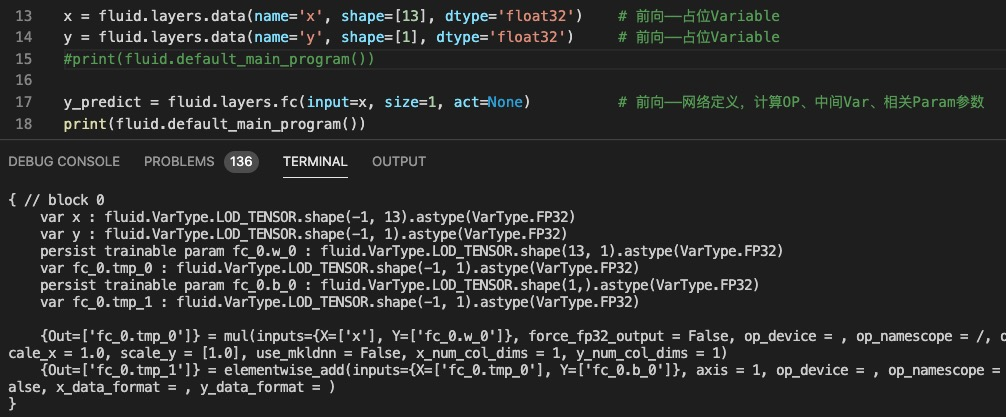 13 x = fluid.layers.data(name='x', shape=[13], dtype='float32') # 前向——占位Variable
14 y = fluid.layers.data(name='y', shape=[1], dtype='float32') # 前向——占位Variable
15 #print(fluid.default_main_program())
16
17 y_predict = fluid.layers.fc(input=x, size=1, act=None) # 前向——网络定义，计算OP、中间Var、相关Param参数
18 print(fluid.default_main_program())
DEBUG CONSOLE PROBLEMS 136 TERMINAL OUTPUT
{ // block 0
var x : fluid.VarType.LOD_TENSOR.shape(-1, 13).astype(VarType.FP32)
var y : fluid.VarType.LOD_TENSOR.shape(-1, 1).astype(VarType.FP32)
persist trainable param fc_0.w_0 : fluid.VarType.LOD_TENSOR.shape(13, 1).astype(VarType.FP32)
var fc_0.tmp_0 : fluid.VarType.LOD_TENSOR.shape(-1, 1).astype(VarType.FP32)
persist trainable param fc_0.b_0 : fluid.VarType.LOD_TENSOR.shape(1,).astype(VarType.FP32)
var fc_0.tmp_1 : fluid.VarType.LOD_TENSOR.shape(-1, 1).astype(VarType.FP32)
{Out=['fc_0.tmp_0']} = mul(inputs={X=['x'], Y=['fc_0.w_0']}, force_fp32_output = False, op_device = , op_namescope = /,
cale_x = 1.0, scale_y = [1.0], use_mkldnn = False, x_num_col_dims = 1, y_num_col_dims = 1)
{Out=['fc_0.tmp_1']} = elementwise_add(inputs={X=['fc_0.tmp_0'], Y=['fc_0.b_0']}, axis = 1, op_device = , op_namescope =
alse, x_data_format = , y_data_format = )
}